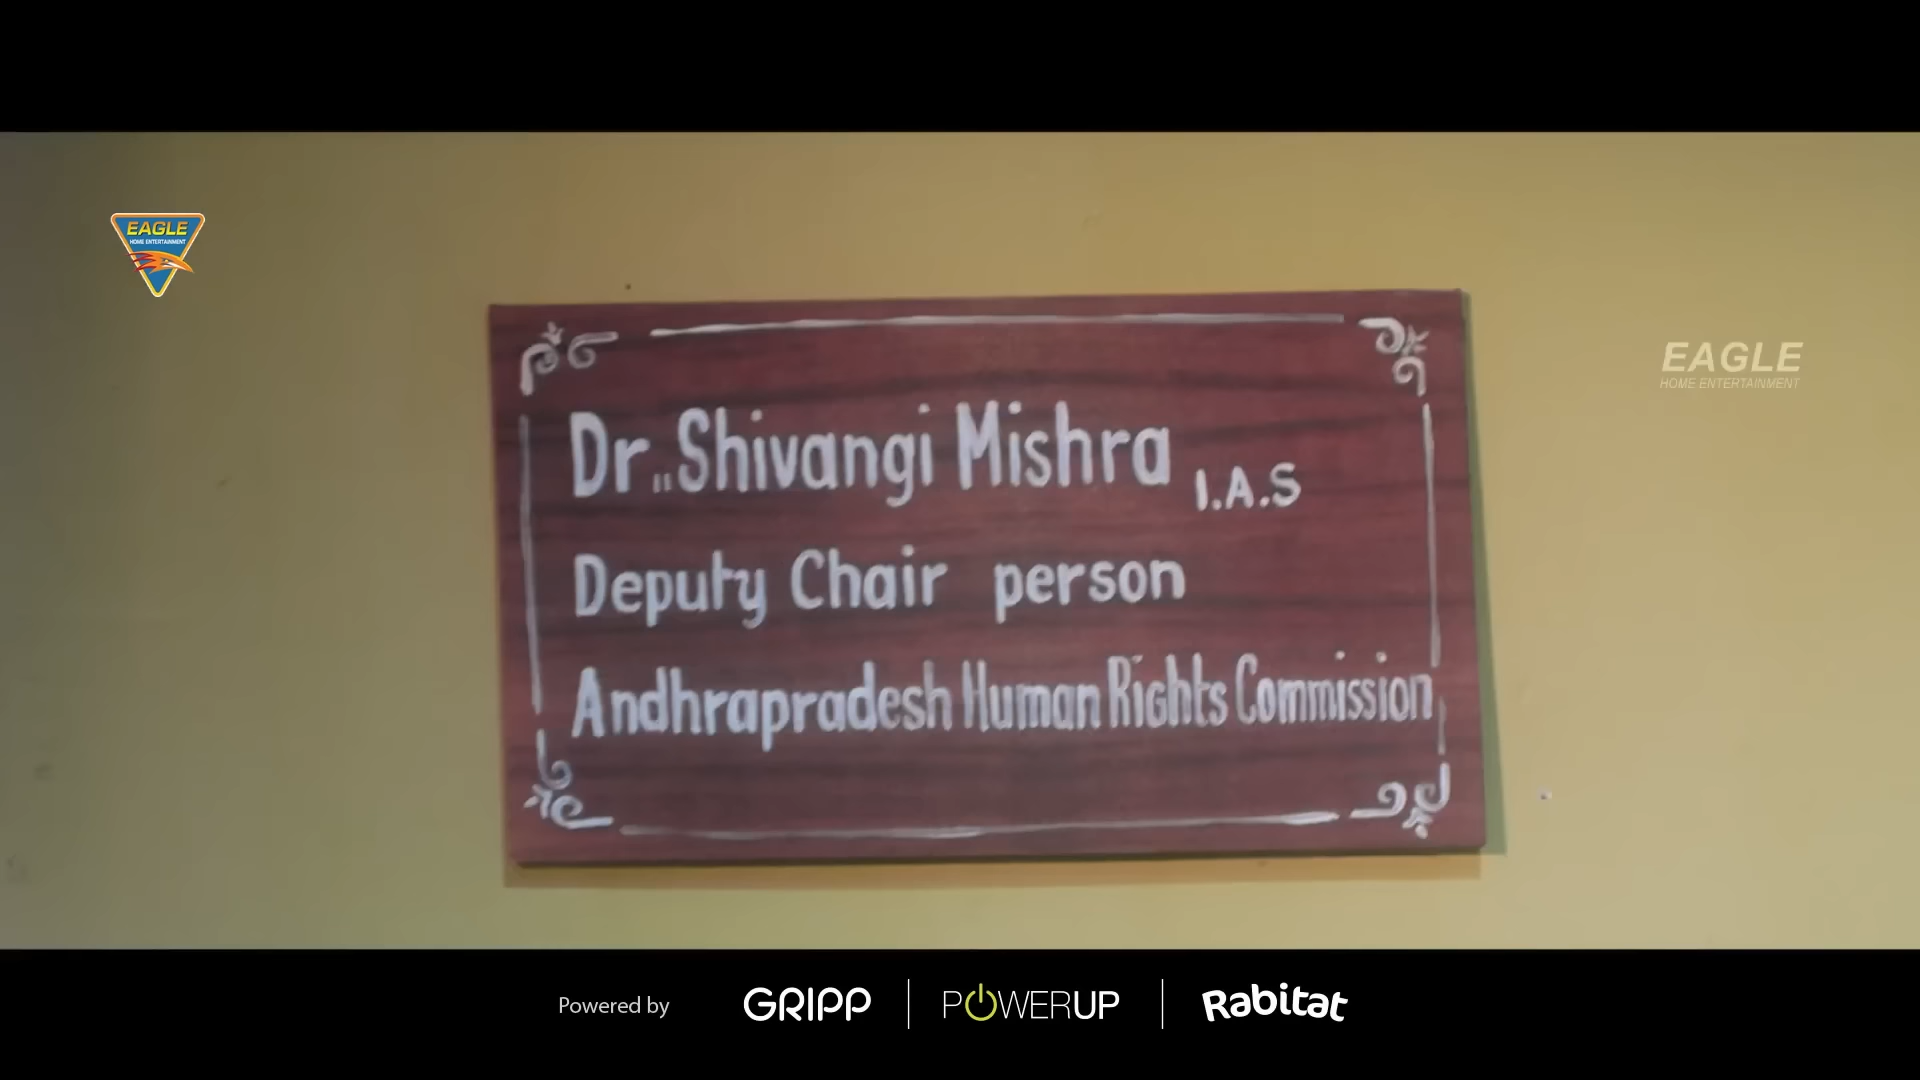 EAGLE
HOME ENTERTAINMENT
EAGLE
HOME ENTERTAINMENT
Dr..Shivangi Mishra I.A.S
Deputy Chair person
Andhrapradesh Human Rights Commission
Powered by GRIPP POWERUP Rabitat